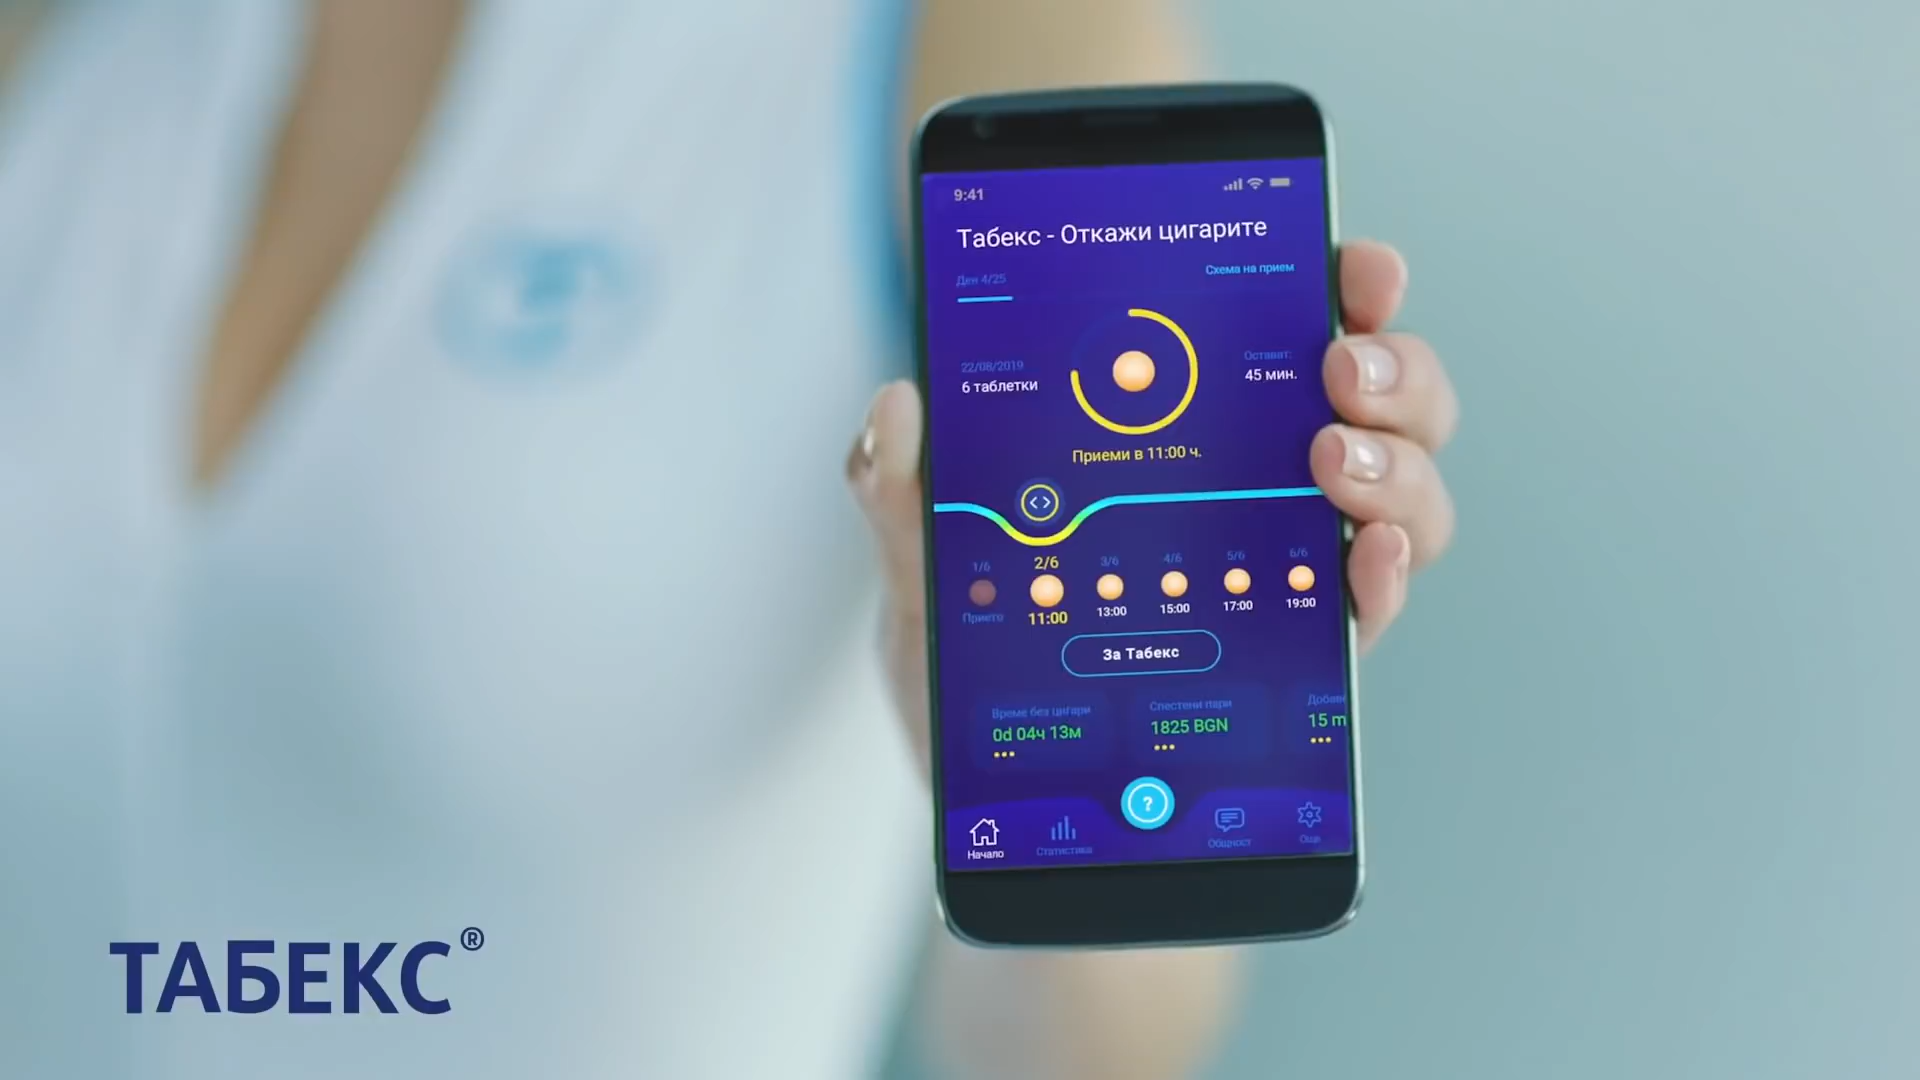 9:41
Табекс - Откажи цигарите
Ден 4/25
Схема на прием
22/08/2019
6 таблетки
Остават:
45 мин.
Приеми в 11:00 ч.
1/6
2/6
3/6
4/6
5/6
6/6
Прието
11:00
13:00
15:00
17:00
19:00
За Табекс
Време без цигари
0d 04ч 13м
Спестени пари
1825 BGN
15 m
?
Начало
Статистика
Общност
Още
ТАБЕКС®